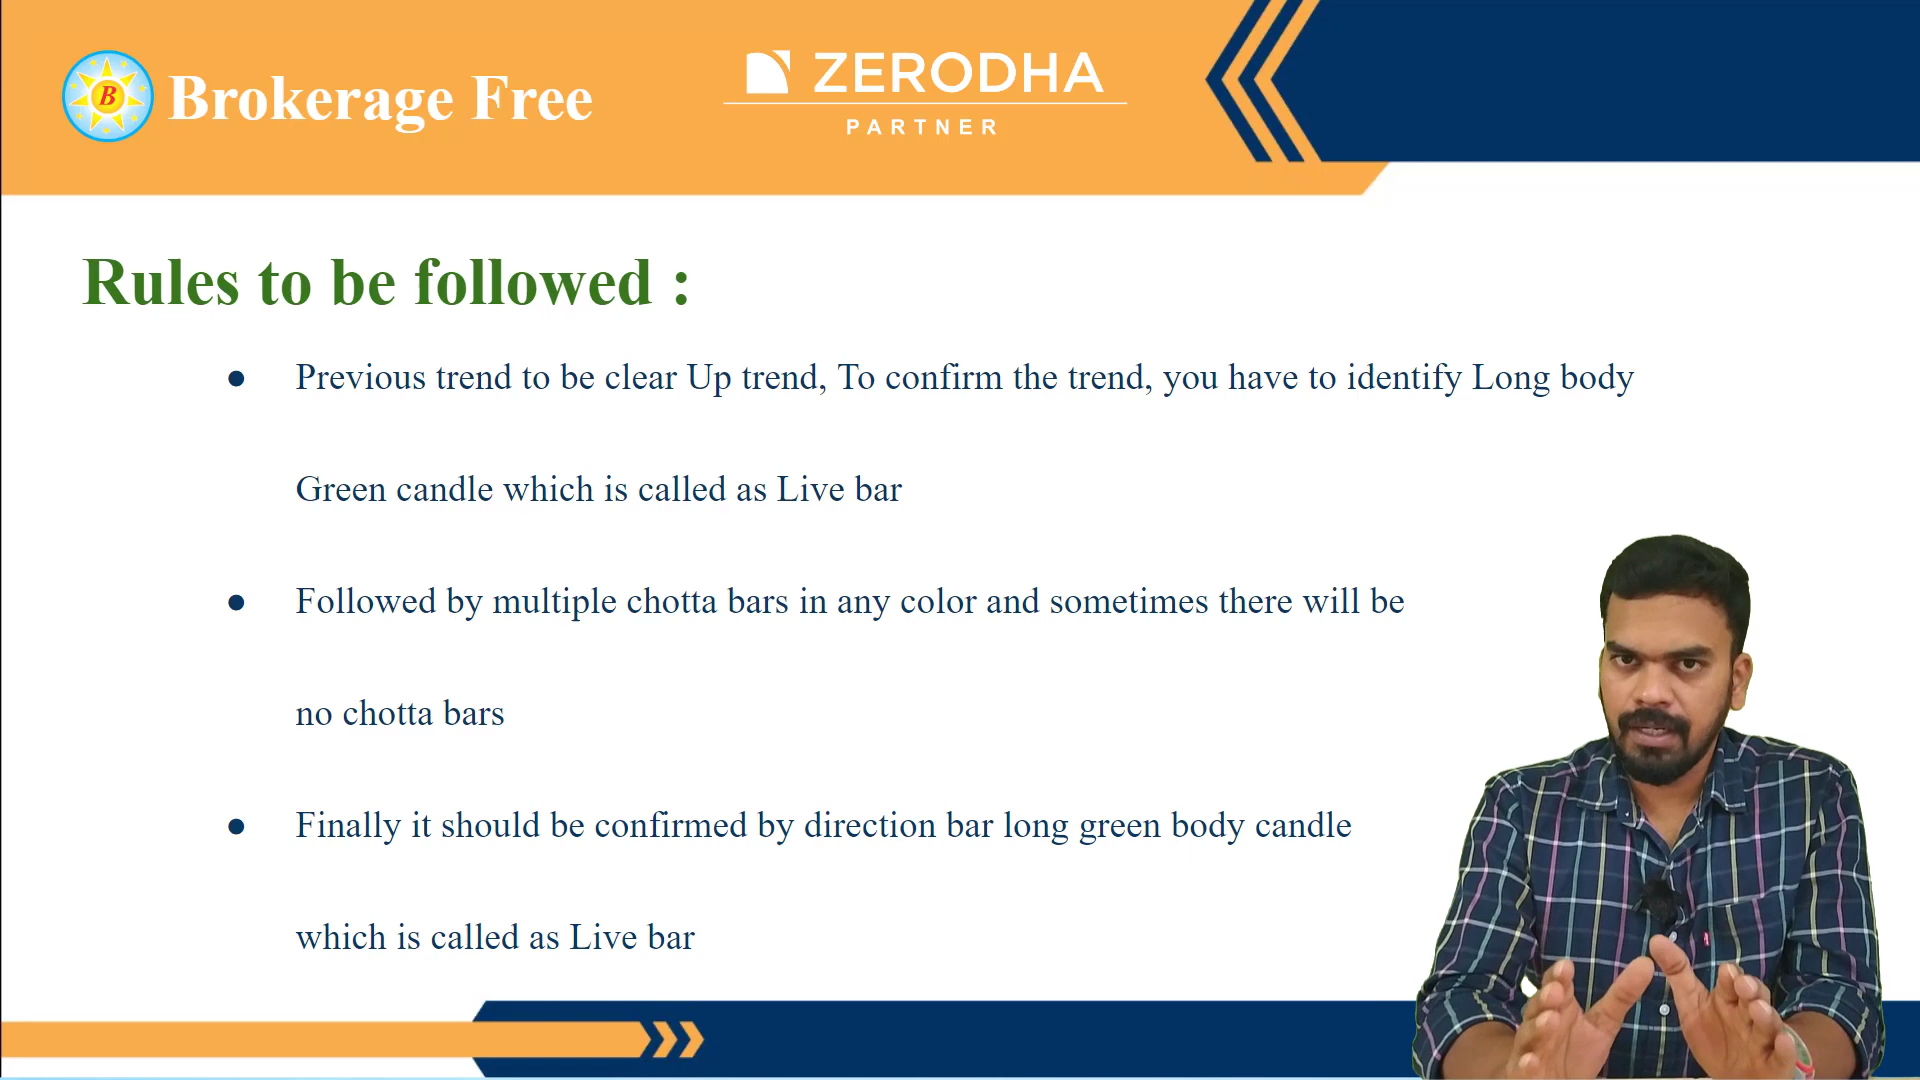 B Brokerage Free
ZERODHA
PARTNER
Rules to be followed :
● Previous trend to be clear Up trend, To confirm the trend, you have to identify Long body
Green candle which is called as Live bar
● Followed by multiple chotta bars in any color and sometimes there will be
no chotta bars
● Finally it should be confirmed by direction bar long green body candle
which is called as Live bar